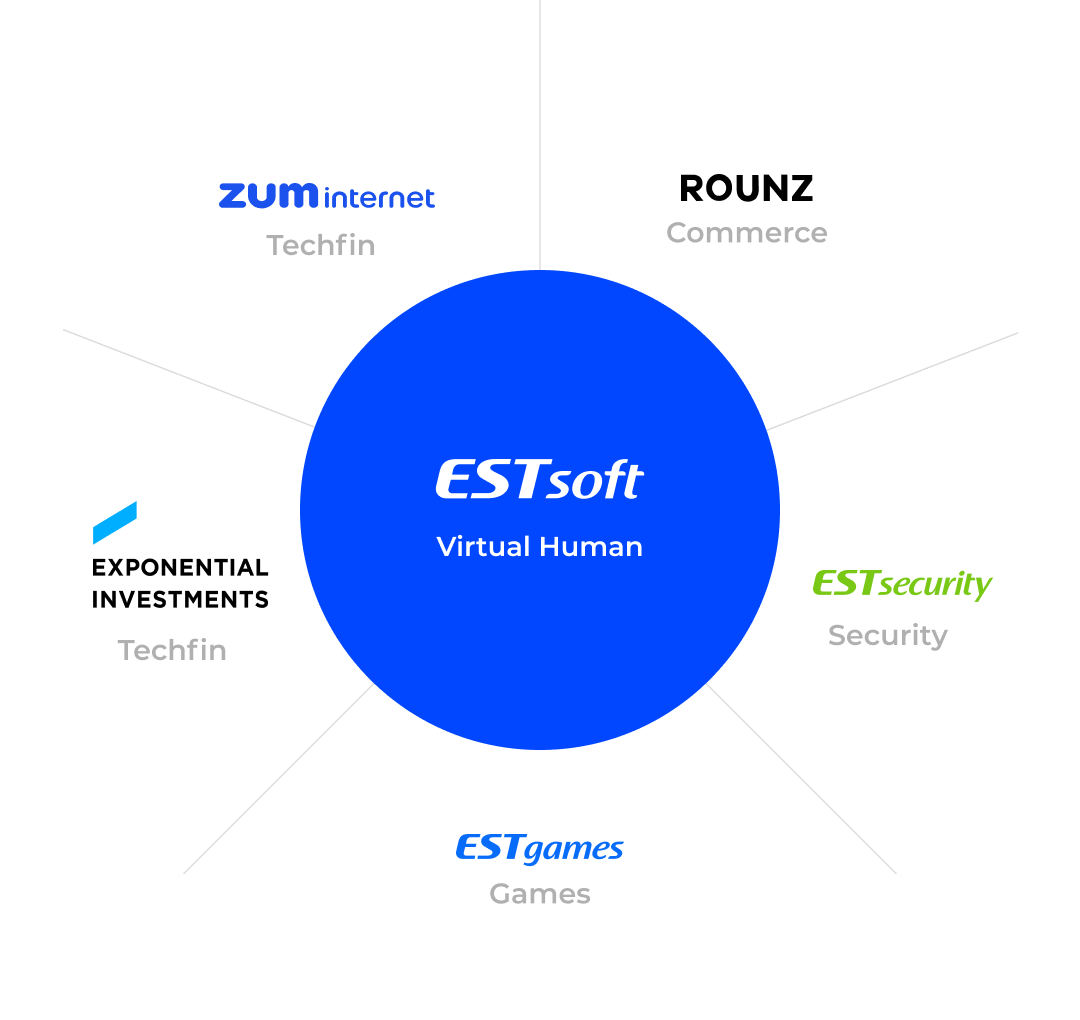 zum internet
Techfin
ROUNZ
Commerce
ESTsoft
Virtual Human
EXPONENTIAL
INVESTMENTS
Techfin
ESTsecurity
Security
ESTgames
Games